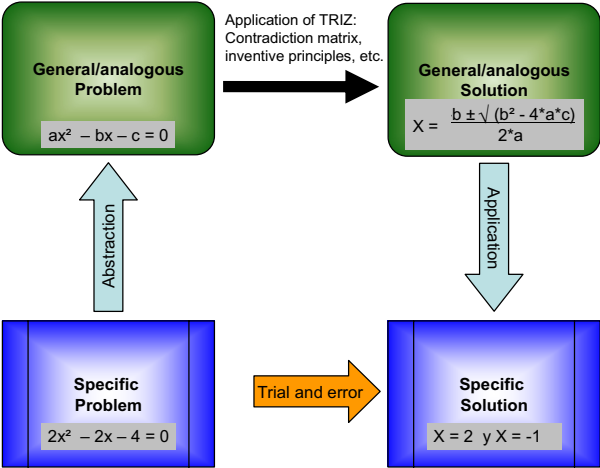 Application of TRIZ:
Contradiction matrix,
inventive principles, etc.
General/analogous
Problem
ax² – bx – c = 0
General/analogous
Solution
X = b ± √ (b² - 4*a*c)
2*a
Abstraction
Application
Specific
Problem
2x² – 2x – 4 = 0
Trial and error
Specific
Solution
X = 2 y X = -1